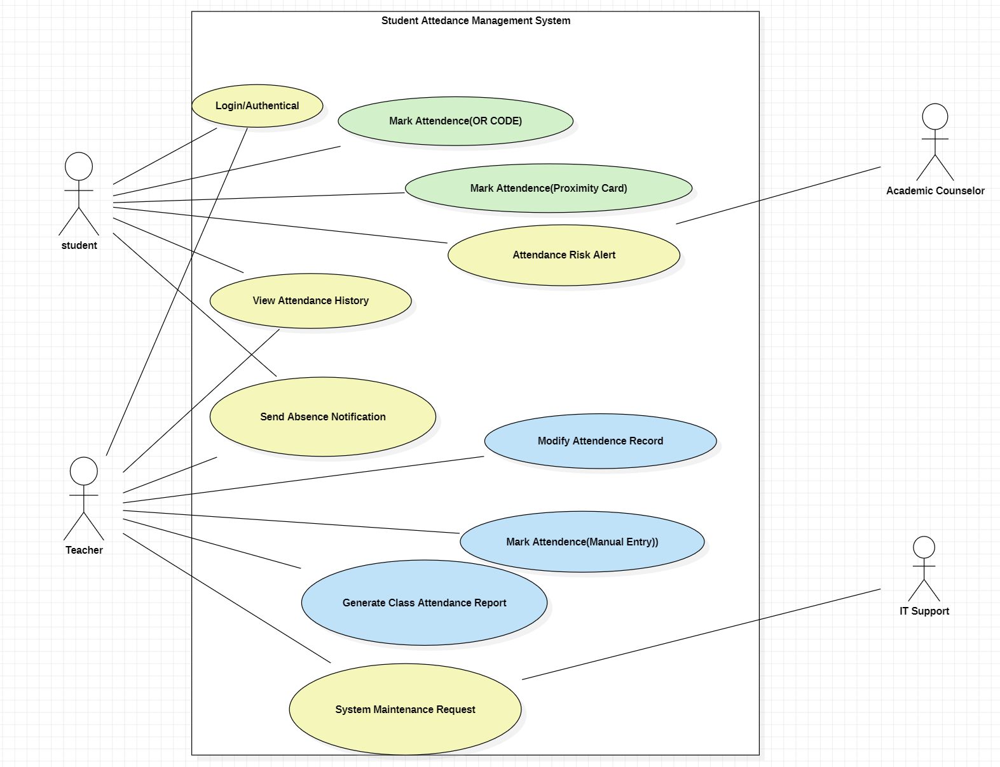 Student Attedance Management System
Login/Authentical
Mark Attendence(OR CODE)
Mark Attendence(Proximity Card)
Academic Counselor
student
Attendance Risk Alert
View Attendance History
Send Absence Notification
Modify Attendence Record
Mark Attendence(Manual Entry))
Teacher
Generate Class Attendance Report
IT Support
System Maintenance Request